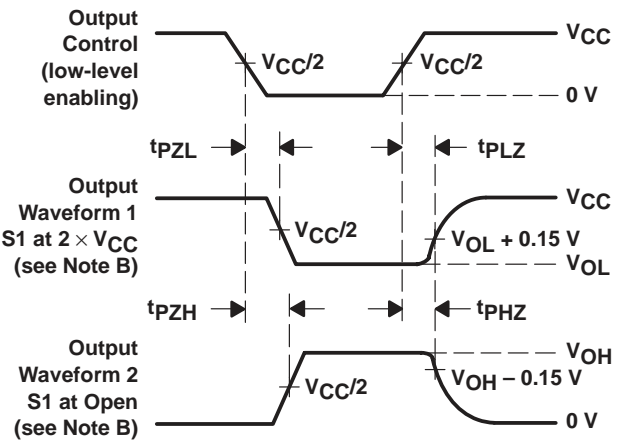 Output
Control
(low-level
enabling)
VCC/2
VCC/2
VCC
0 V
tPZL
tPLZ
Output
Waveform 1
S1 at 2 × VCC
(see Note B)
VCC/2
VCC
VOL + 0.15 V
VOL
tPZH
tPHZ
Output
Waveform 2
S1 at Open
(see Note B)
VCC/2
VOH
VOH – 0.15 V
0 V